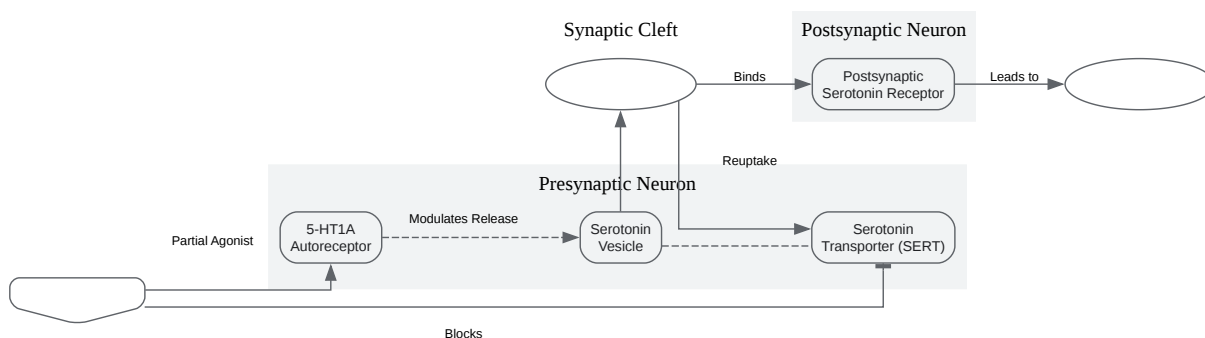 Synaptic Cleft
Postsynaptic Neuron
Binds
Postsynaptic
Serotonin Receptor
Leads to
Reuptake
Presynaptic Neuron
Partial Agonist
5-HT1A
Autoreceptor
Modulates Release
Serotonin
Vesicle
Serotonin
Transporter (SERT)
Blocks